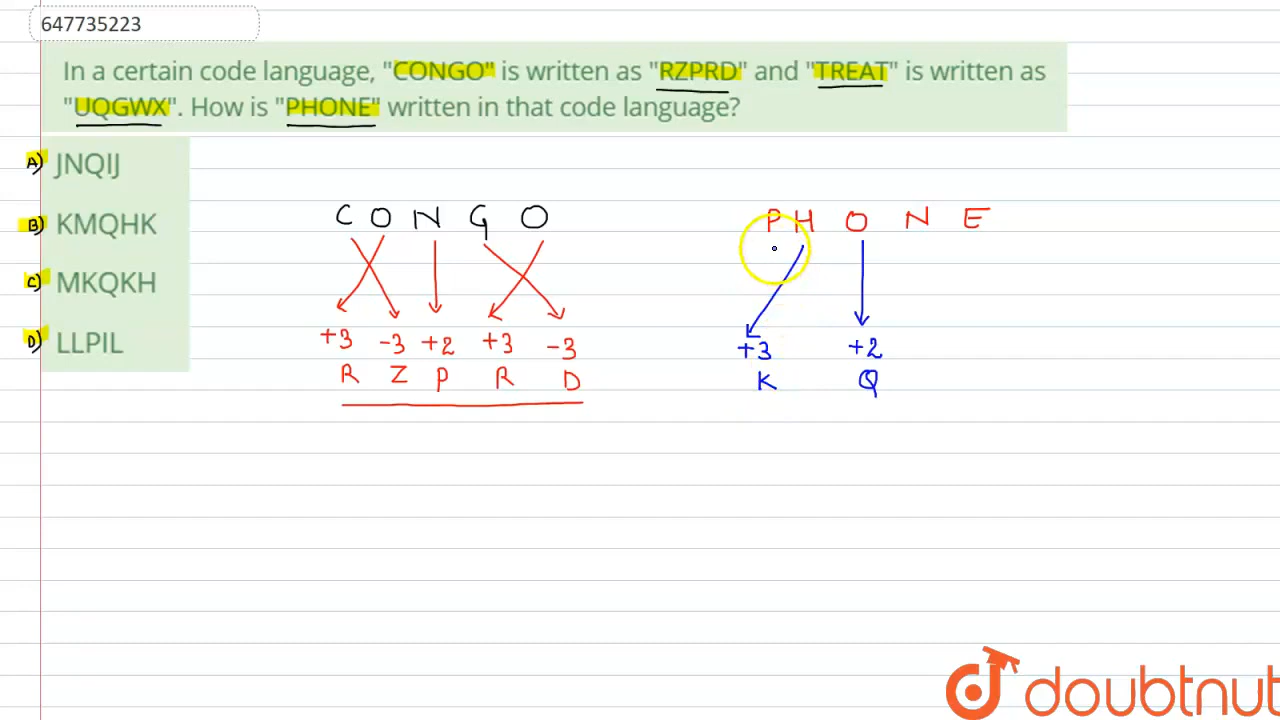 647735223
In a certain code language, "CONGO" is written as "RZPRD" and "TREAT" is written as
"UQGWX". How is "PHONE" written in that code language?
A) JNQIJ
B) KMQHK
C) MKQKH
D) LLPIL
C O N G O
P H O N E
+3 -3 +2 +3 -3
R Z P R D
+3 +2
K Q
doubtnut